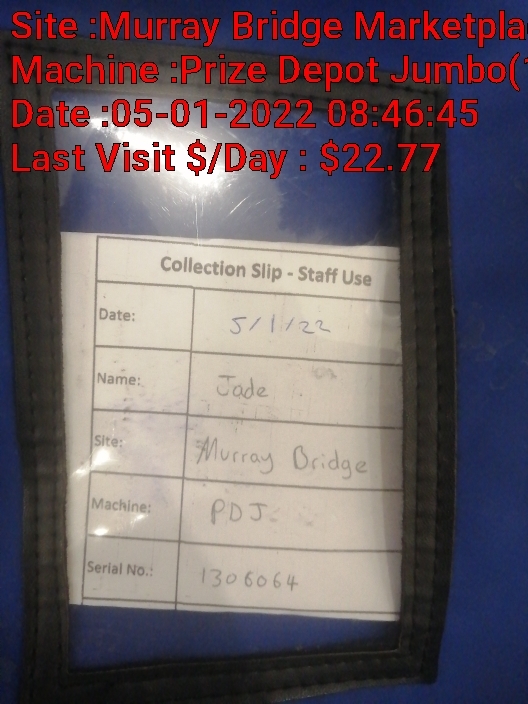 Site :Murray Bridge Marketpla
Machine :Prize Depot Jumbo(
Date :05-01-2022 08:46:45
Last Visit $/Day : $22.77
Collection Slip - Staff Use
Date: 5/1/22
Name: Jade
Site: Murray Bridge
Machine: PDJ
Serial No.: 1306064